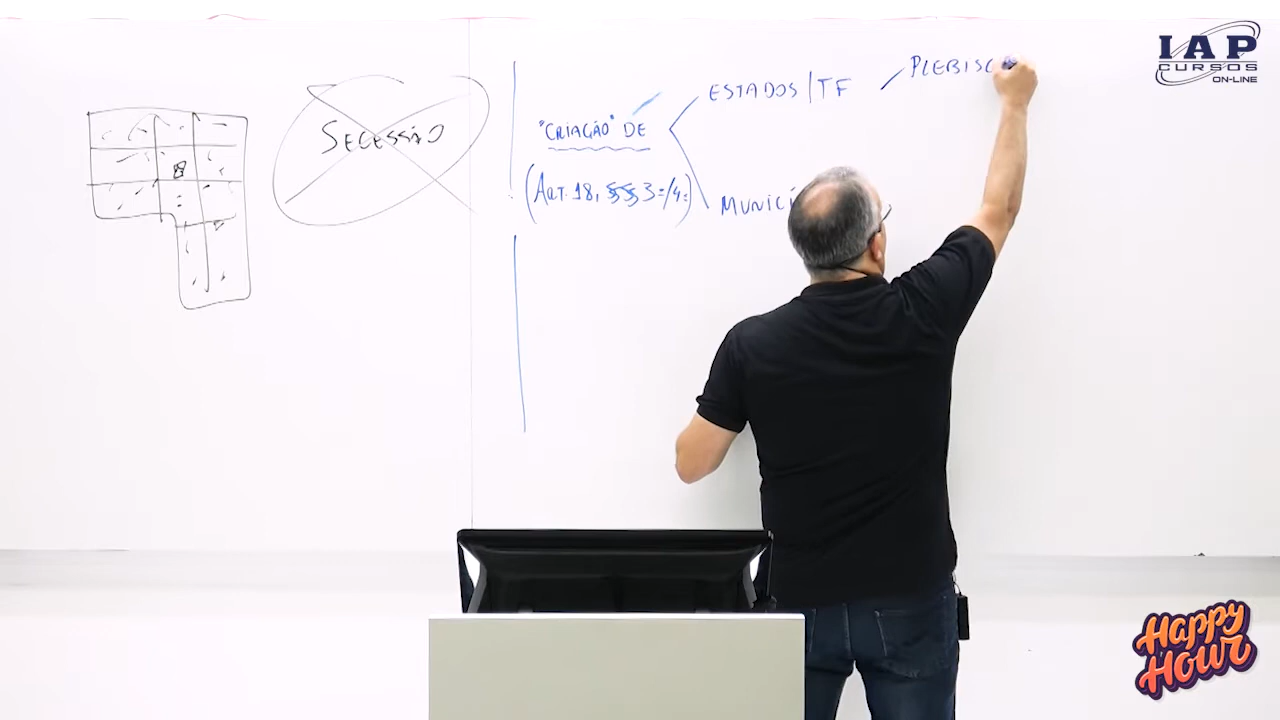 IAP
CURSOS
ON-LINE
SECESSÃO
"CRIAÇÃO" DE
(ART. 18, §§ 3º/4º)
ESTADOS/TF
PLEBISC
MUNICÍ
Happy
Hour